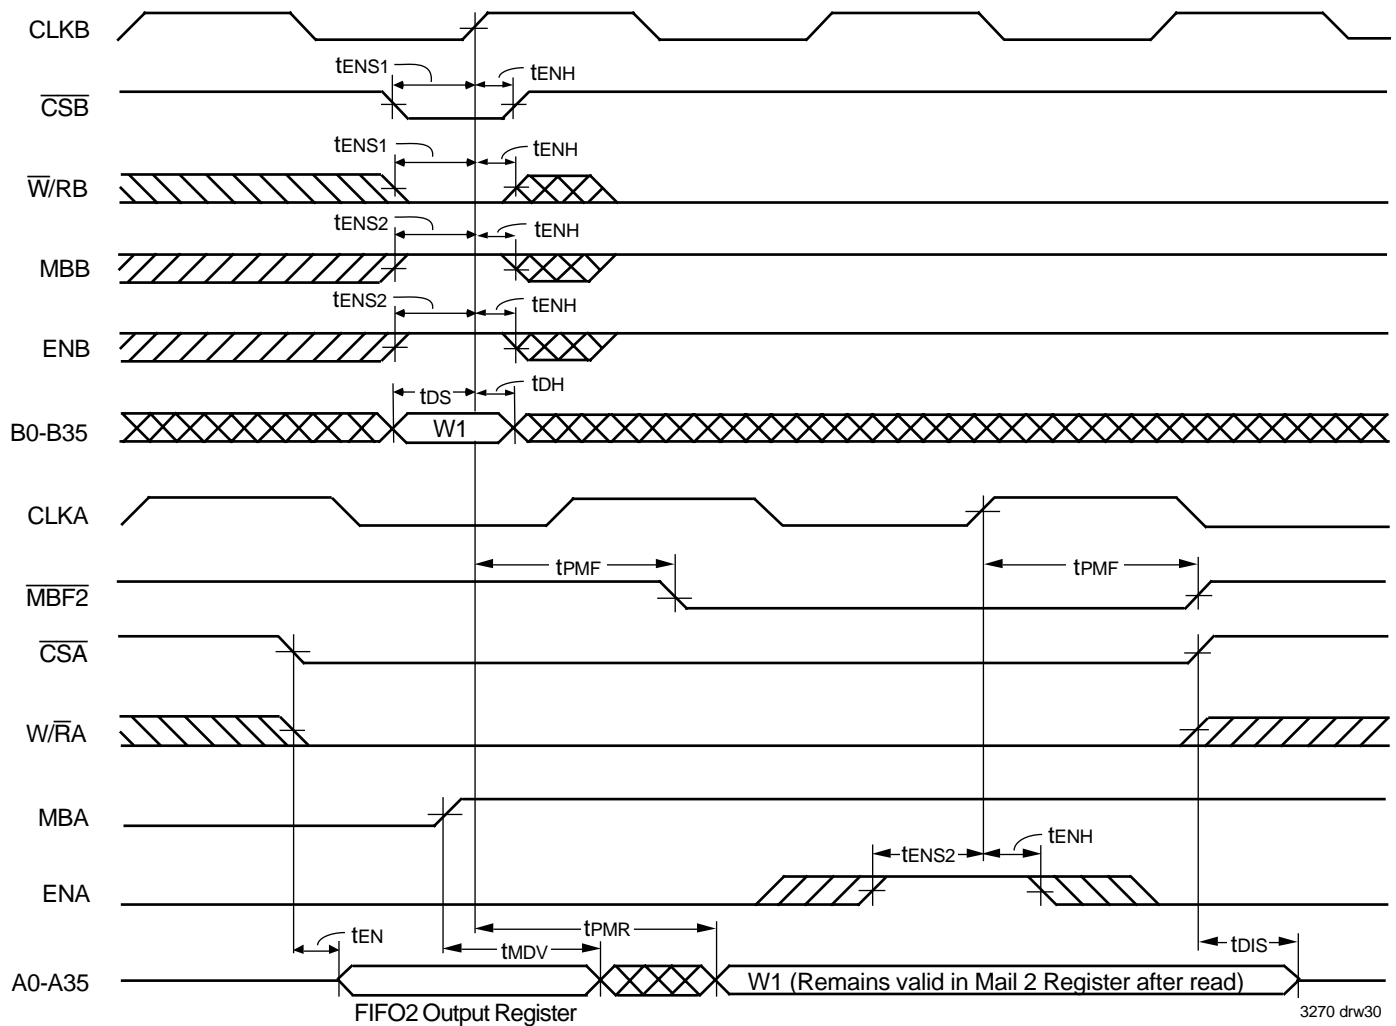 CLKB
tENS1
tENH
CSB
tENS1
tENH
W/RB
tENS2
tENH
MBB
tENS2
tENH
ENB
tDS
tDH
B0-B35
W1
CLKA
tPMF
tPMF
MBF2
CSA
W/RA
MBA
tENS2
tENH
ENA
tEN
tMDV
tPMR
tDIS
A0-A35
W1 (Remains valid in Mail 2 Register after read)
FIFO2 Output Register
3270 drw30